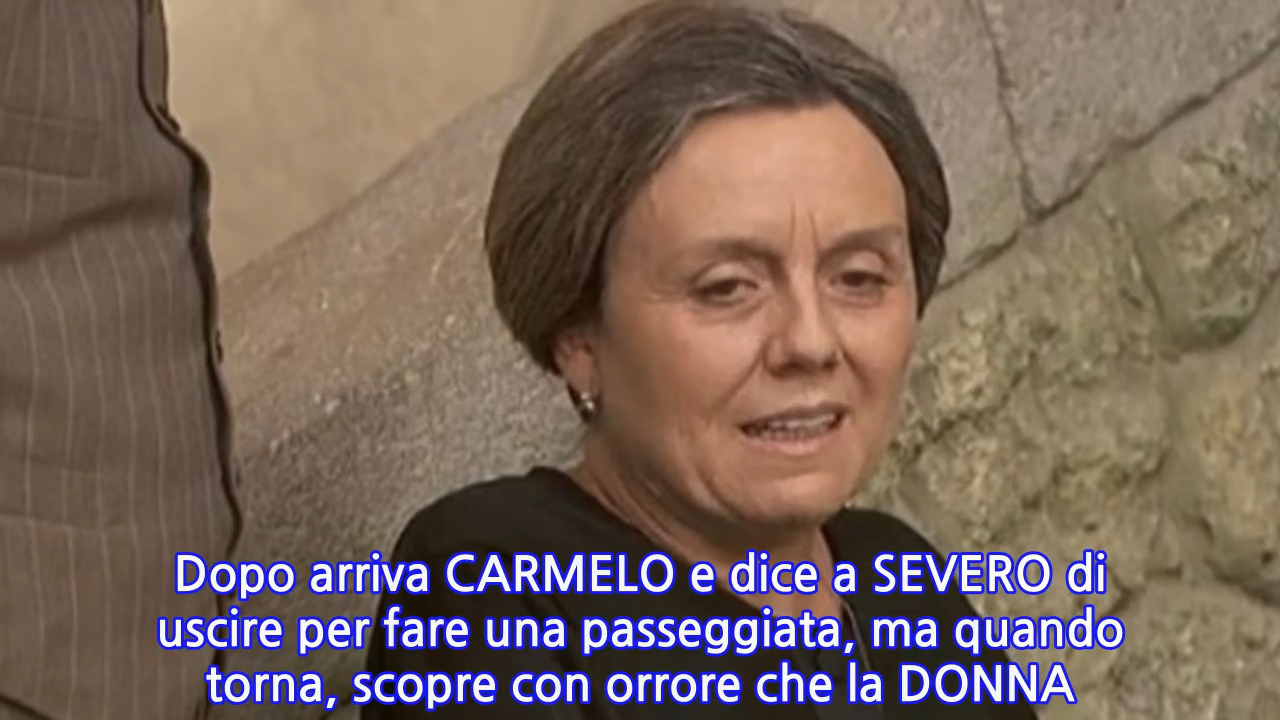 Dopo arriva CARMELO e dice a SEVERO di
uscire per fare una passeggiata, ma quando
torna, scopre con orrore che la DONNA